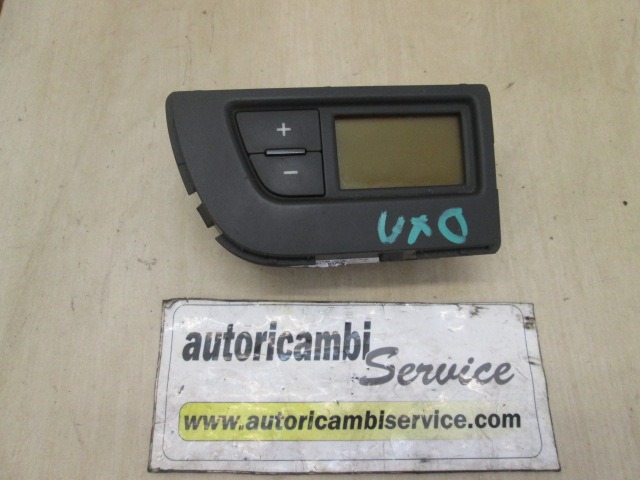 +
−
UXO
autoricambi
Service
www.autoricambiservice.com